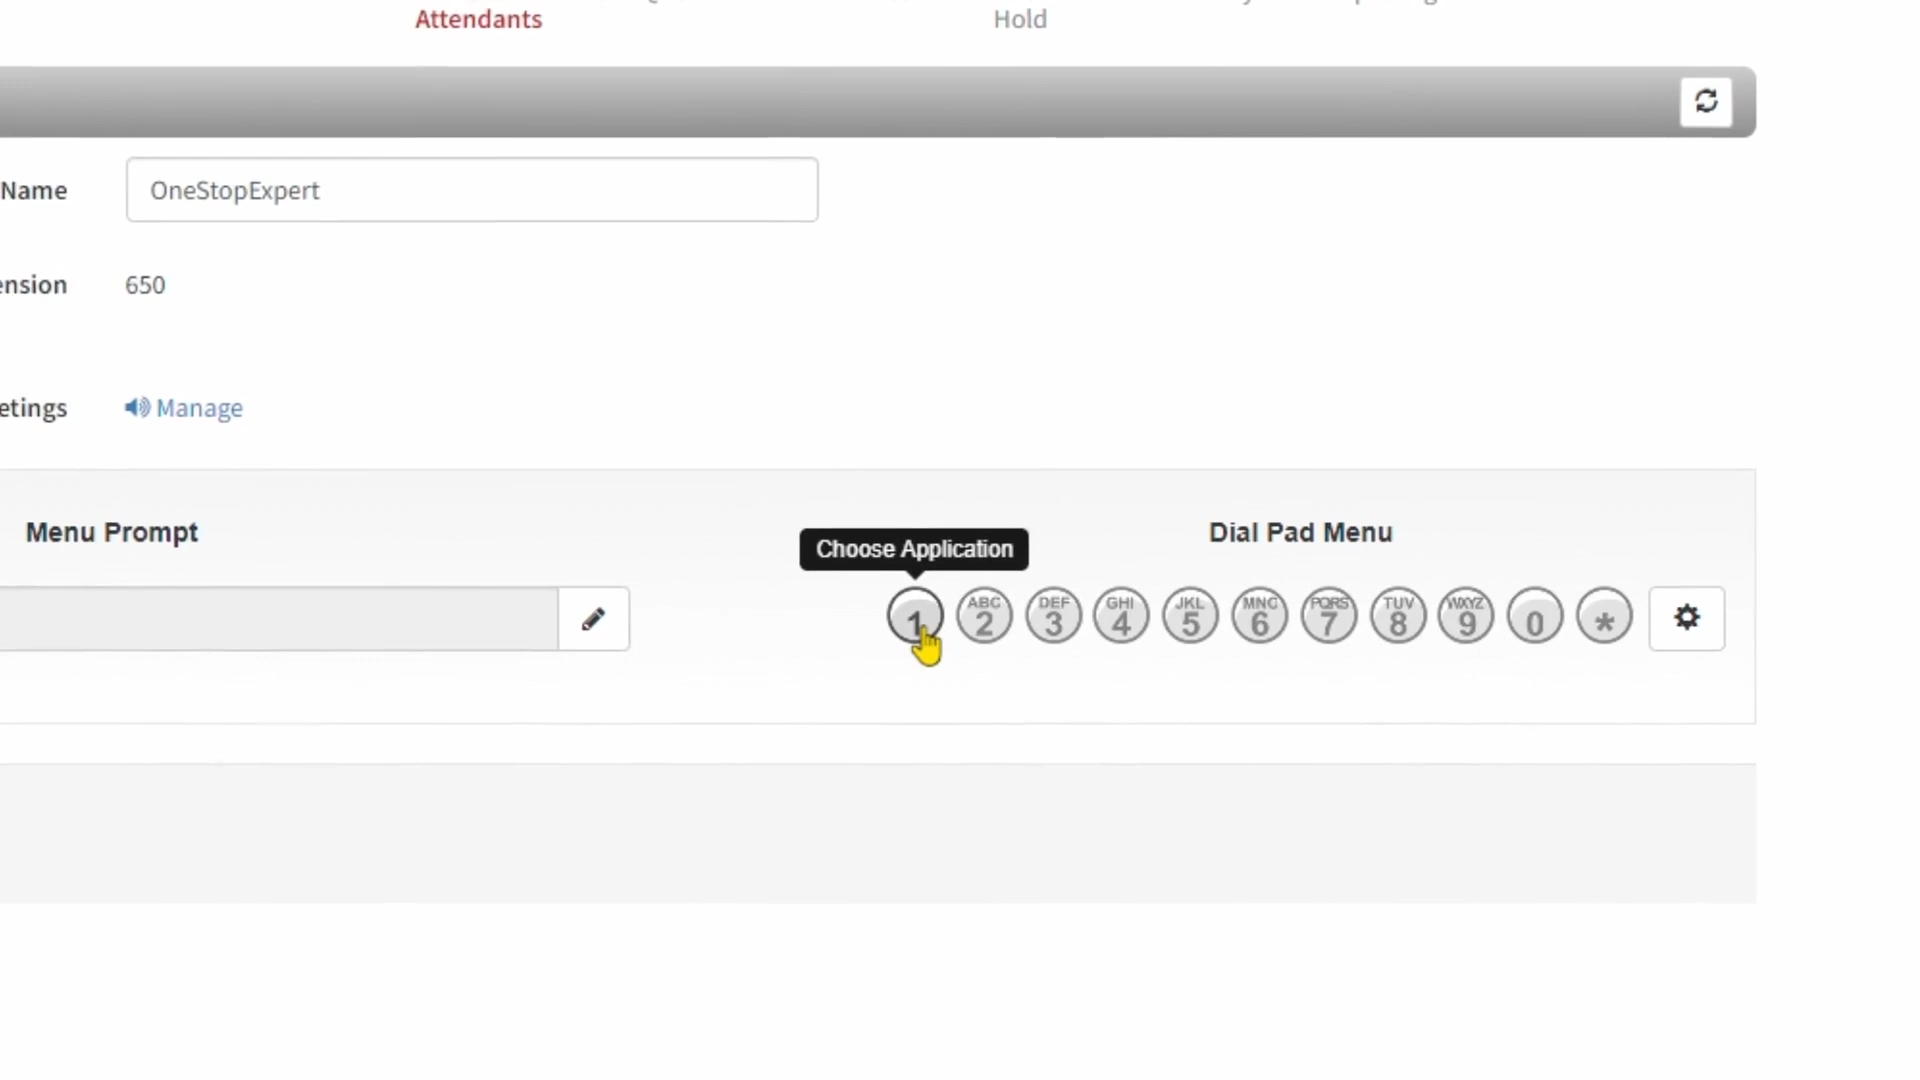 Attendants
Hold
Name
OneStopExpert
ension
650
etings
Manage
Menu Prompt
Choose Application
Dial Pad Menu
1
ABC
2
DEF
3
GHI
4
JKL
5
MNO
6
PQRS
7
TUV
8
WXYZ
9
0
*